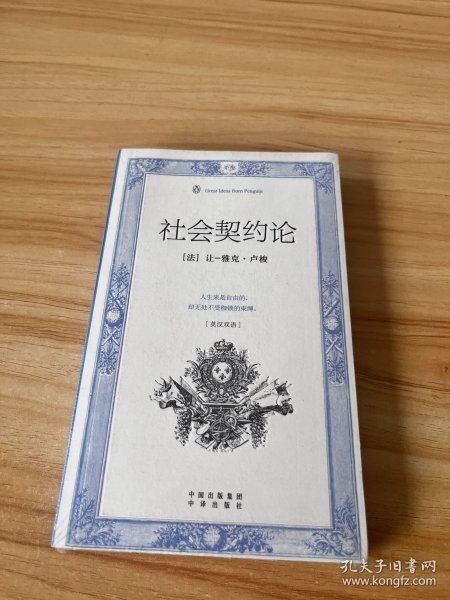 Great Ideas from Penguin
社会契约论
[法] 让-雅克·卢梭
人生来是自由的，
却无处不受枷锁的束缚。
[英汉双语]
中国出版集团
中译出版社
孔夫子旧书网
www.kongfz.com